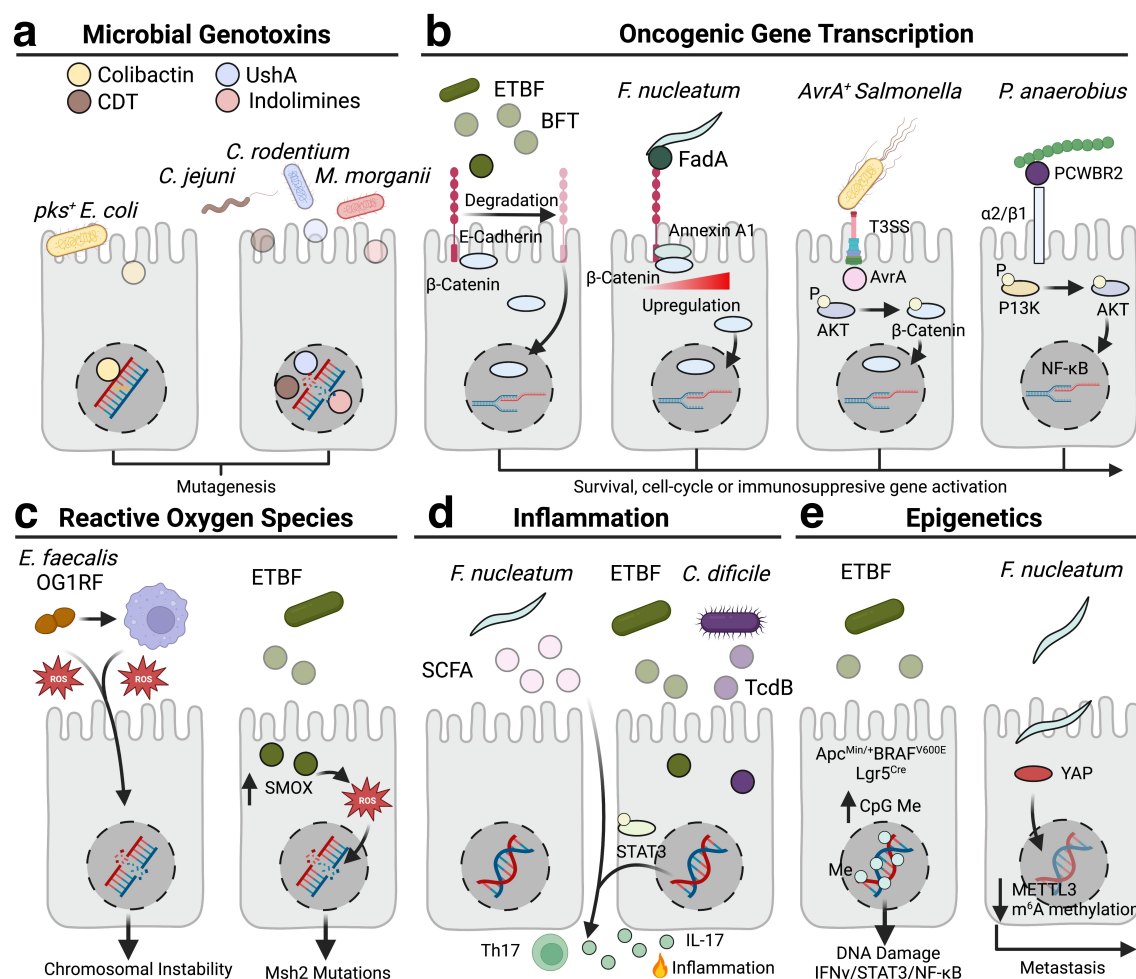 a Microbial Genotoxins
Colibactin
UshA
CDT
Indolimines
C. rodentium
C. jejuni
M. morganii
pks⁺ E. coli
Mutagenesis
b Oncogenic Gene Transcription
ETBF
BFT
Degradation
E-Cadherin
β-Catenin
F. nucleatum
FadA
Annexin A1
β-Catenin
Upregulation
AvrA⁺ Salmonella
T3SS
AvrA
P
AKT
β-Catenin
P. anaerobius
PCWBR2
α2/β1
P
P13K
AKT
NF-κB
Survival, cell-cycle or immunosuppresive gene activation
c Reactive Oxygen Species
E. faecalis
OG1RF
ROS
ROS
Chromosomal Instability
ETBF
SMOX
ROS
Msh2 Mutations
d Inflammation
F. nucleatum
SCFA
ETBF
C. dificile
TcdB
STAT3
Th17
IL-17
Inflammation
e Epigenetics
ETBF
Apcᴹⁱⁿ/⁺BRAFⱽ⁶⁰⁰ᴱ
Lgr5ᶜʳᵉ
CpG Me
Me
DNA Damage
IFNγ/STAT3/NF-κB
F. nucleatum
YAP
METTL3
m⁶A methylation
Metastasis